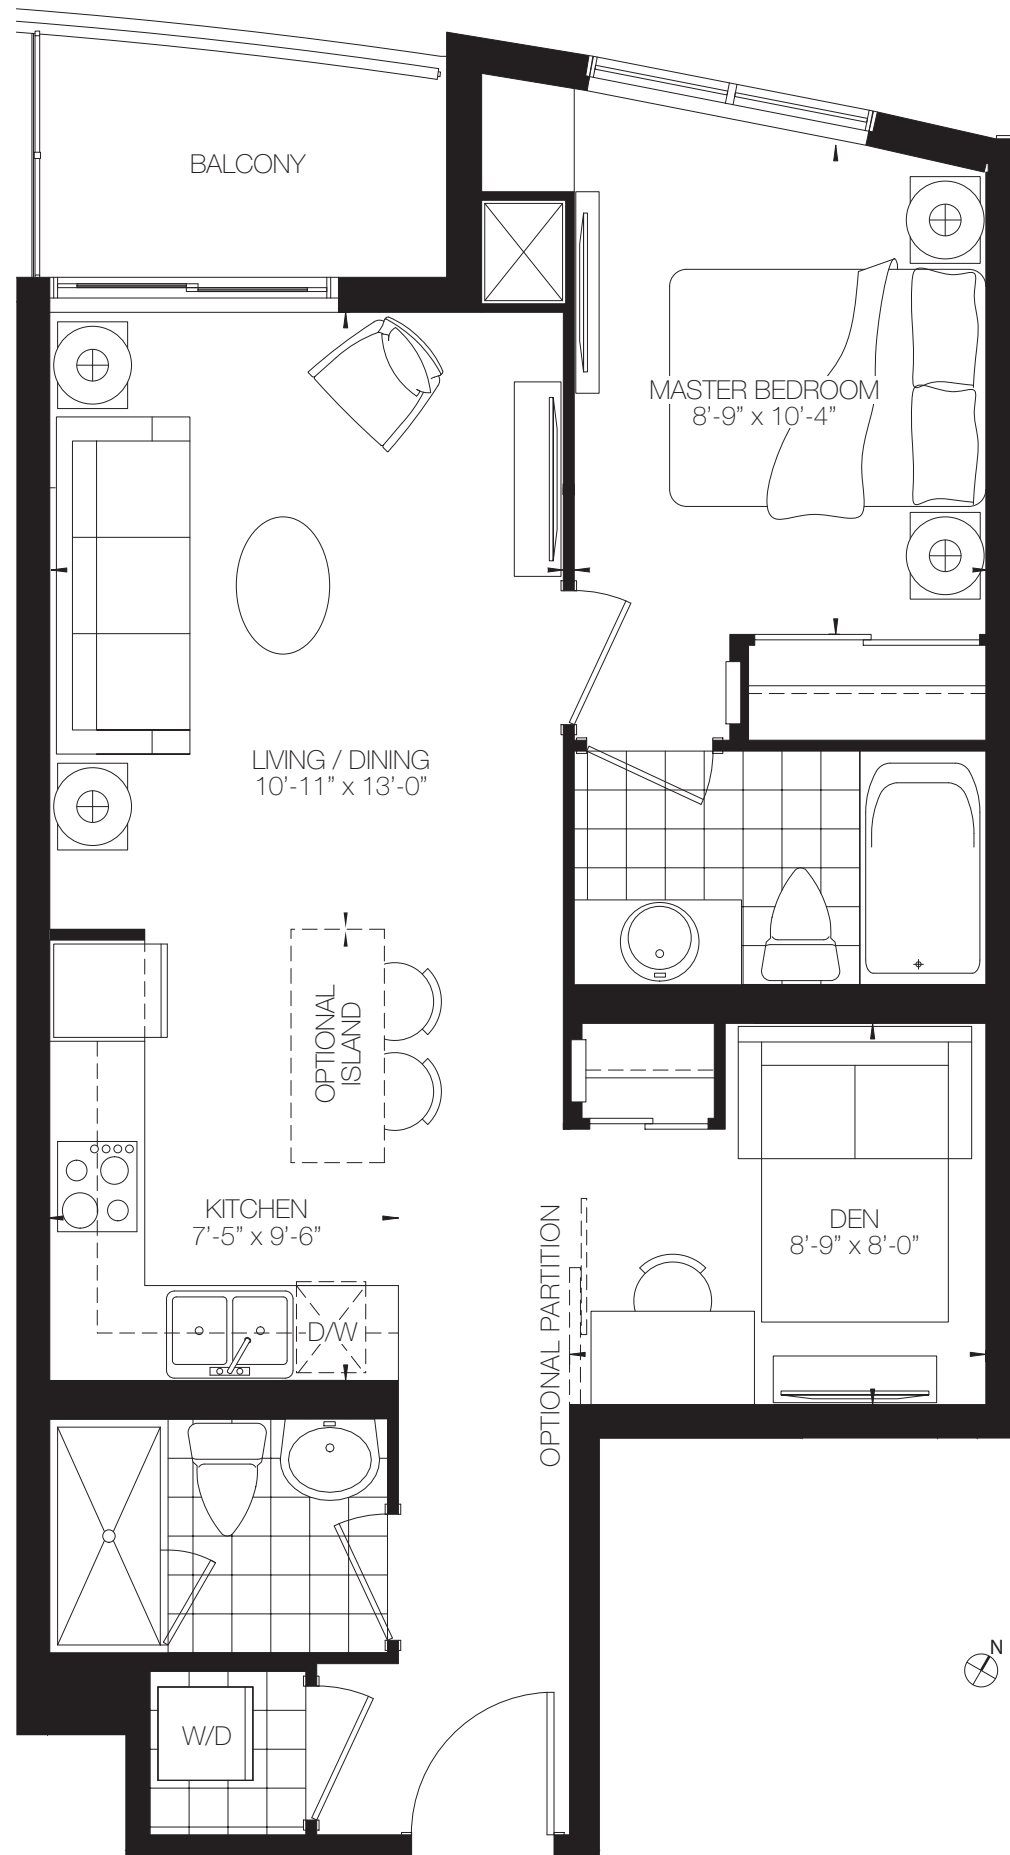 BALCONY
MASTER BEDROOM
8'-9" x 10'-4"
LIVING / DINING
10'-11" x 13'-0"
OPTIONAL
ISLAND
KITCHEN
7'-5" x 9'-6"
OPTIONAL PARTITION
DEN
8'-9" x 8'-0"
D/W
N
W/D